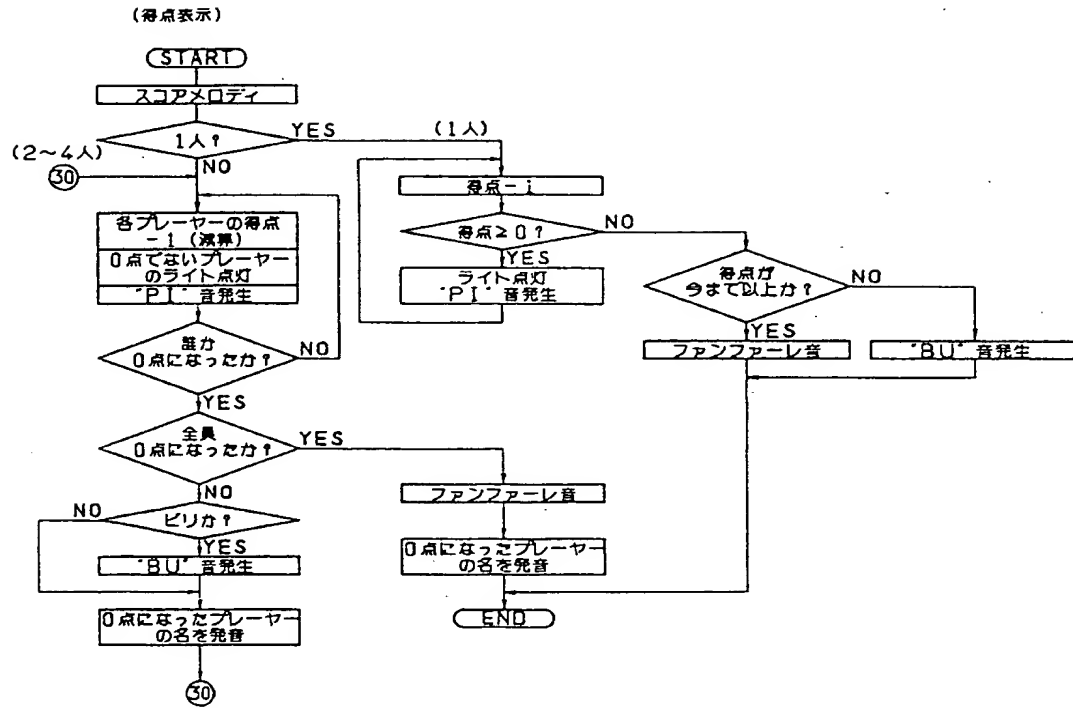 (得点表示)
START
スコアメロディ
1人?
YES
(1人)
(2〜4人)
NO
30
得点-i
各プレーヤーの得点
-1(減算)
0点でないプレーヤー
のライト点灯
"PI"音発生
得点≥0?
NO
YES
ライト点灯
"PI"音発生
得点が
今まで以上か?
NO
YES
ファンファーレ音
"BU"音発生
誰か
0点になったか?
NO
YES
全員
0点になったか?
YES
NO
ファンファーレ音
NO
ビリか?
YES
"BU"音発生
0点になったプレーヤー
の名を発音
0点になったプレーヤー
の名を発音
END
30